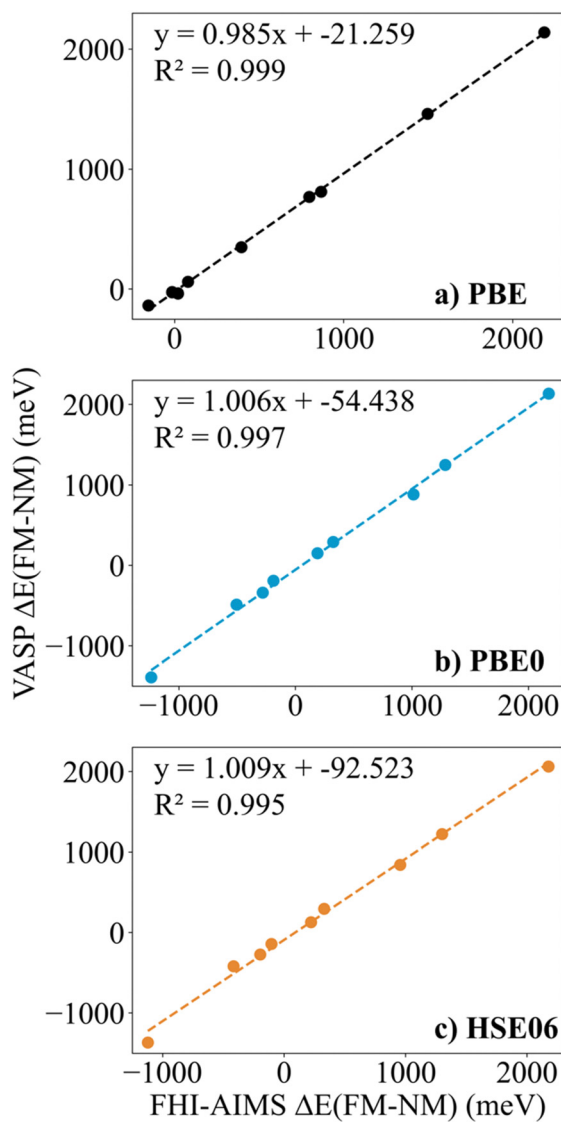 y = 0.985x + -21.259
R² = 0.999
2000
1000
0
a) PBE
0
1000
2000
y = 1.006x + -54.438
R² = 0.997
2000
1000
0
−1000
b) PBE0
−1000
0
1000
2000
VASP ΔE(FM-NM) (meV)
y = 1.009x + -92.523
R² = 0.995
2000
1000
0
−1000
c) HSE06
−1000
0
1000
2000
FHI-AIMS ΔE(FM-NM) (meV)